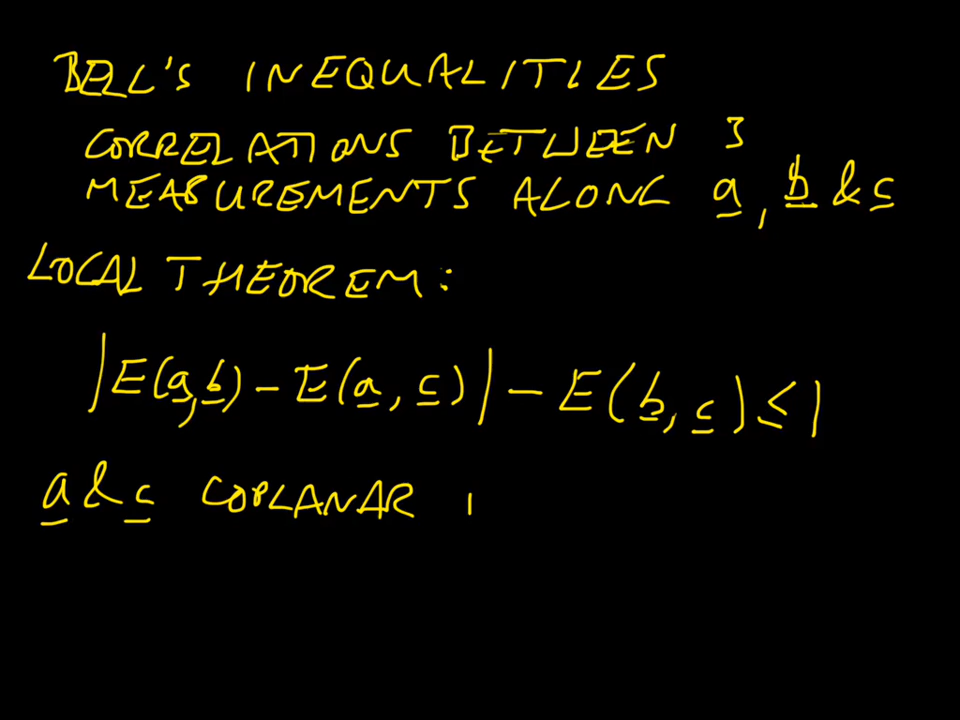 BELL'S INEQUALITIES
CORRELATIONS BETWEEN 3
MEASUREMENTS ALONG a, b & c
LOCAL THEOREM:
|E(a,b) - E(a,c)| - E(b,c) ≤ 1
a & c COPLANAR